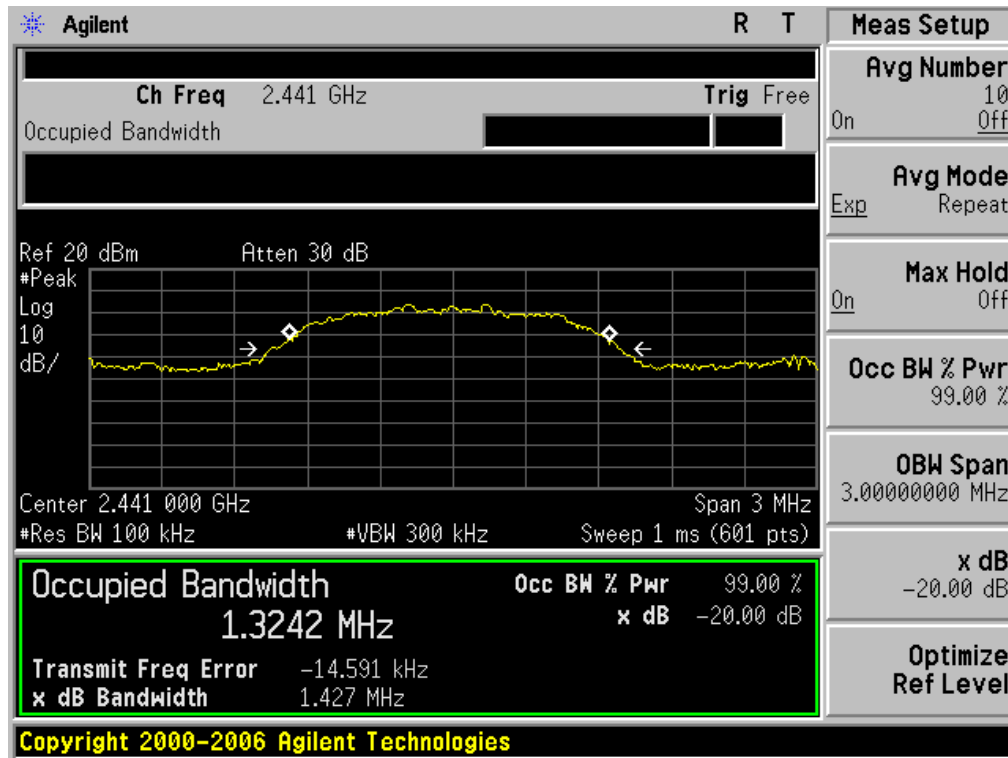 Agilent R T
Ch Freq 2.441 GHz Trig Free
Occupied Bandwidth
Ref 20 dBm Atten 30 dB
#Peak
Log
10
dB/
Center 2.441 000 GHz Span 3 MHz
#Res BW 100 kHz #VBW 300 kHz Sweep 1 ms (601 pts)
Occupied Bandwidth
1.3242 MHz
Occ BW % Pwr 99.00 %
x dB -20.00 dB
Transmit Freq Error -14.591 kHz
x dB Bandwidth 1.427 MHz
Copyright 2000-2006 Agilent Technologies
Meas Setup
Avg Number
10
On Off
Avg Mode
Exp Repeat
Max Hold
On Off
Occ BW % Pwr
99.00 %
OBW Span
3.00000000 MHz
x dB
-20.00 dB
Optimize
Ref Level